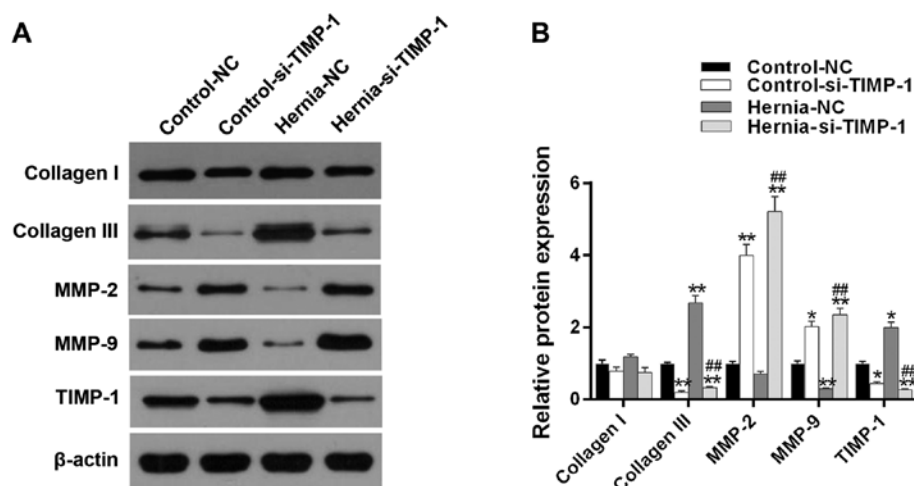 A
Control-NC
Control-si-TIMP-1
Hernia-NC
Hernia-si-TIMP-1
Collagen I
Collagen III
MMP-2
MMP-9
TIMP-1
β-actin
B
Control-NC
Control-si-TIMP-1
Hernia-NC
Hernia-si-TIMP-1
Relative protein expression
6
4
2
1
0
**
**
##
**
**
##
**
*
**
##
**
*
*
##
**
Collagen I
Collagen III
MMP-2
MMP-9
TIMP-1